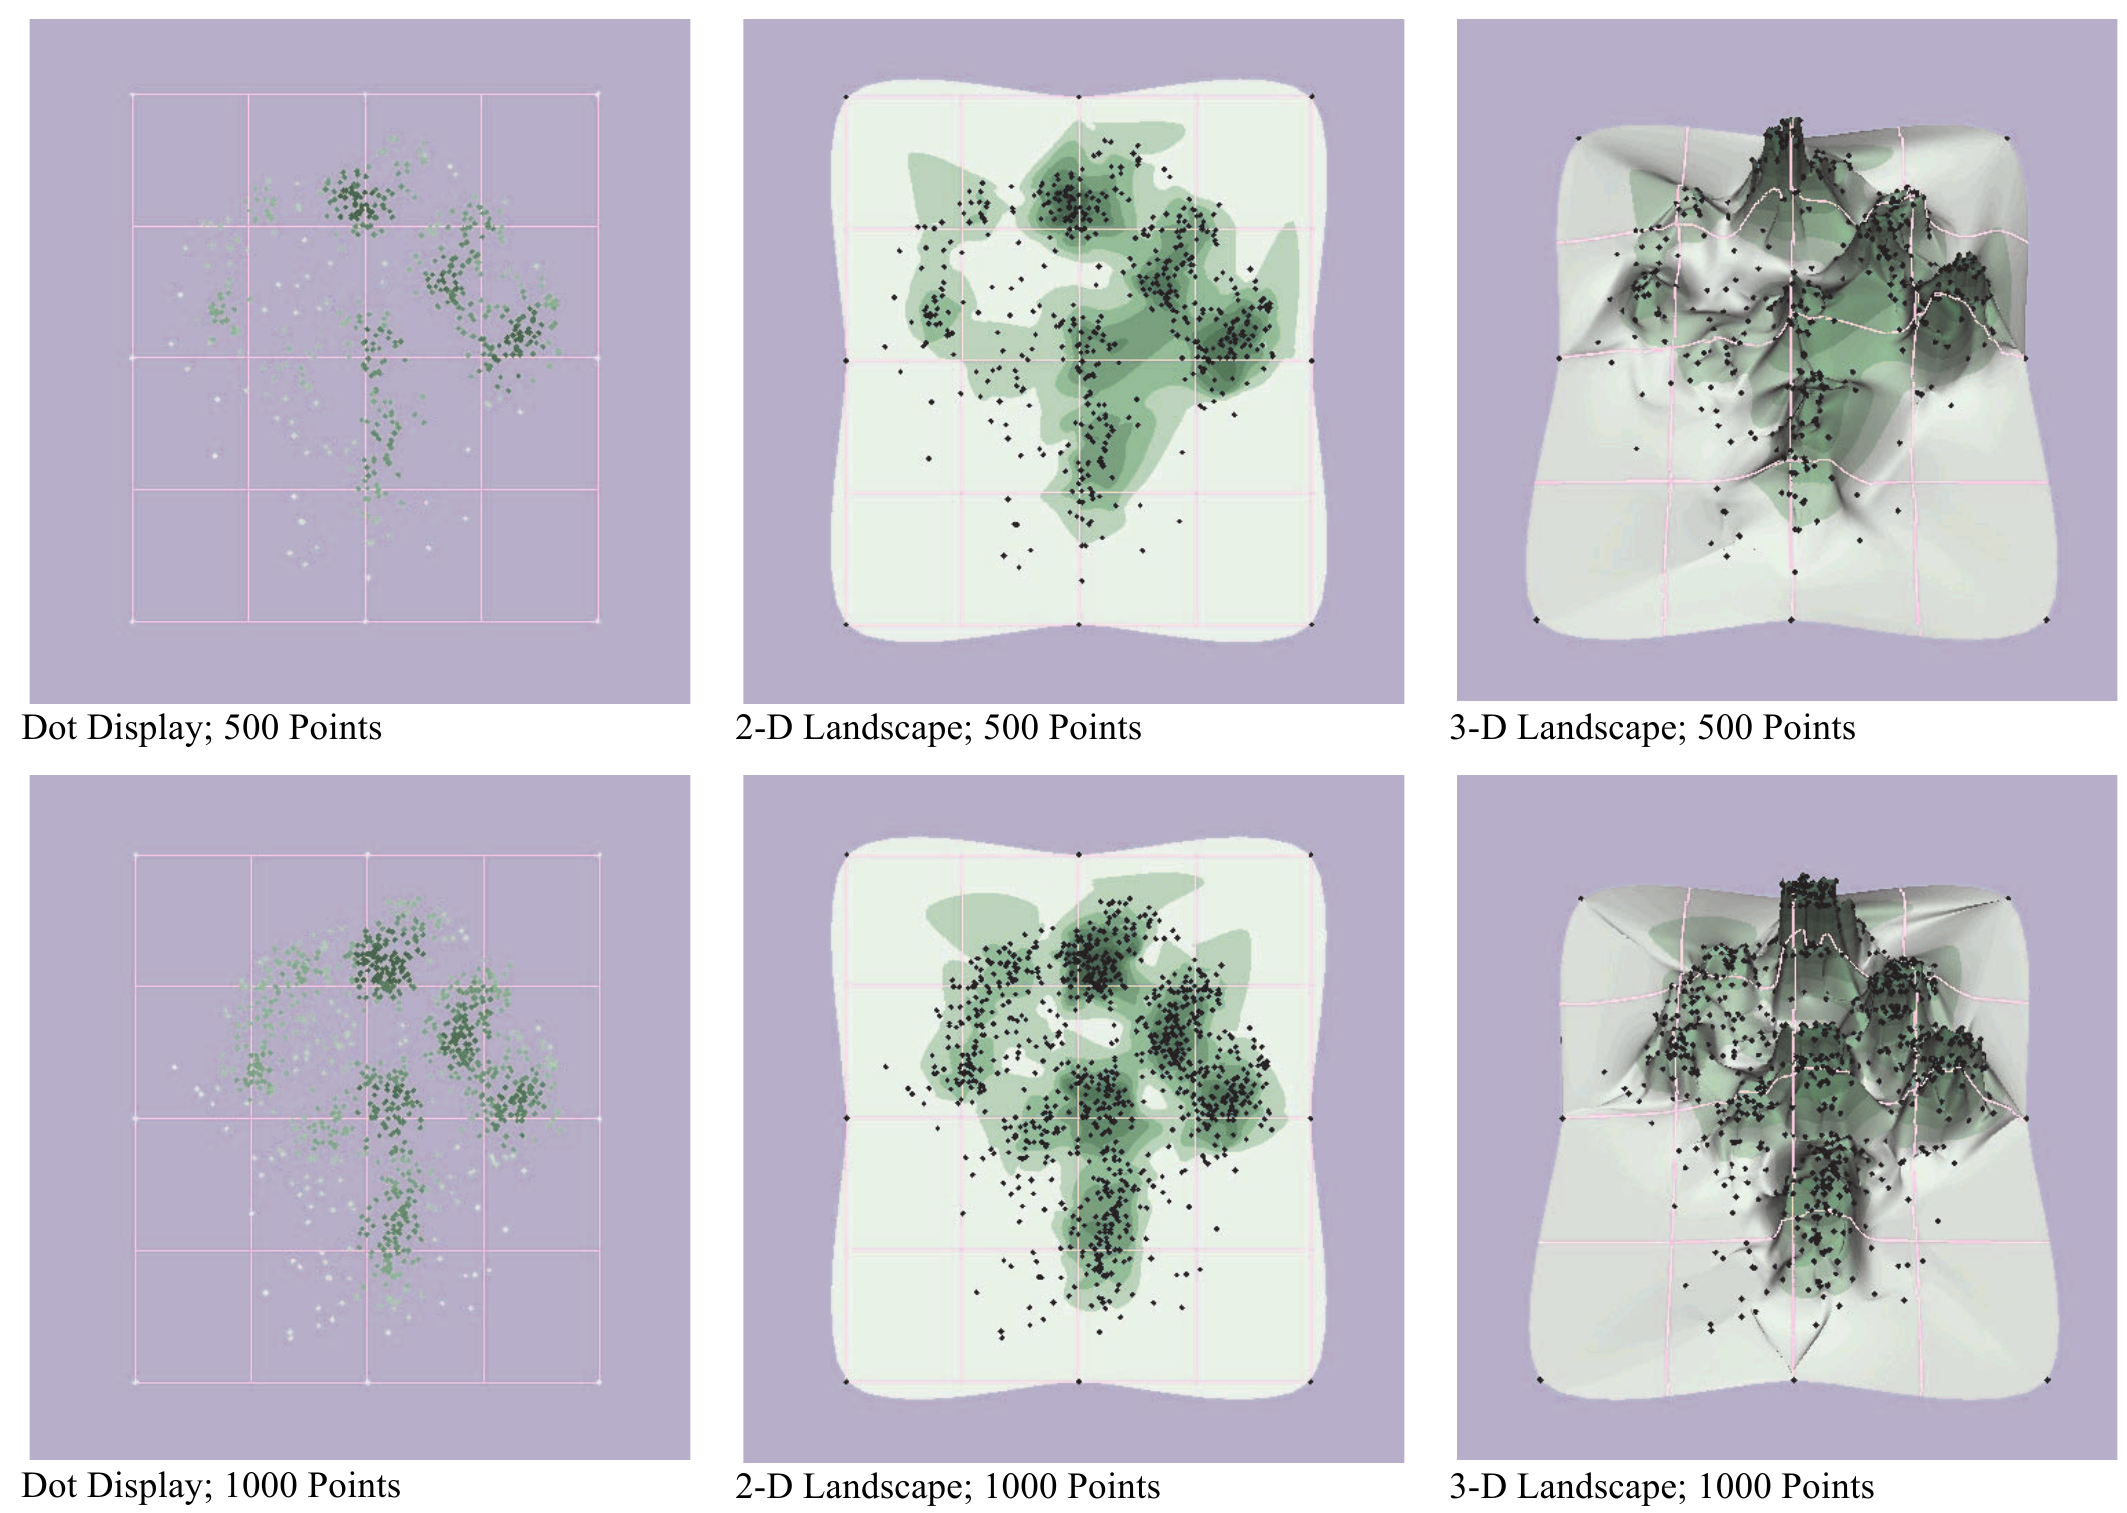 Dot Display; 500 Points
2-D Landscape; 500 Points
3-D Landscape; 500 Points
Dot Display; 1000 Points
2-D Landscape; 1000 Points
3-D Landscape; 1000 Points